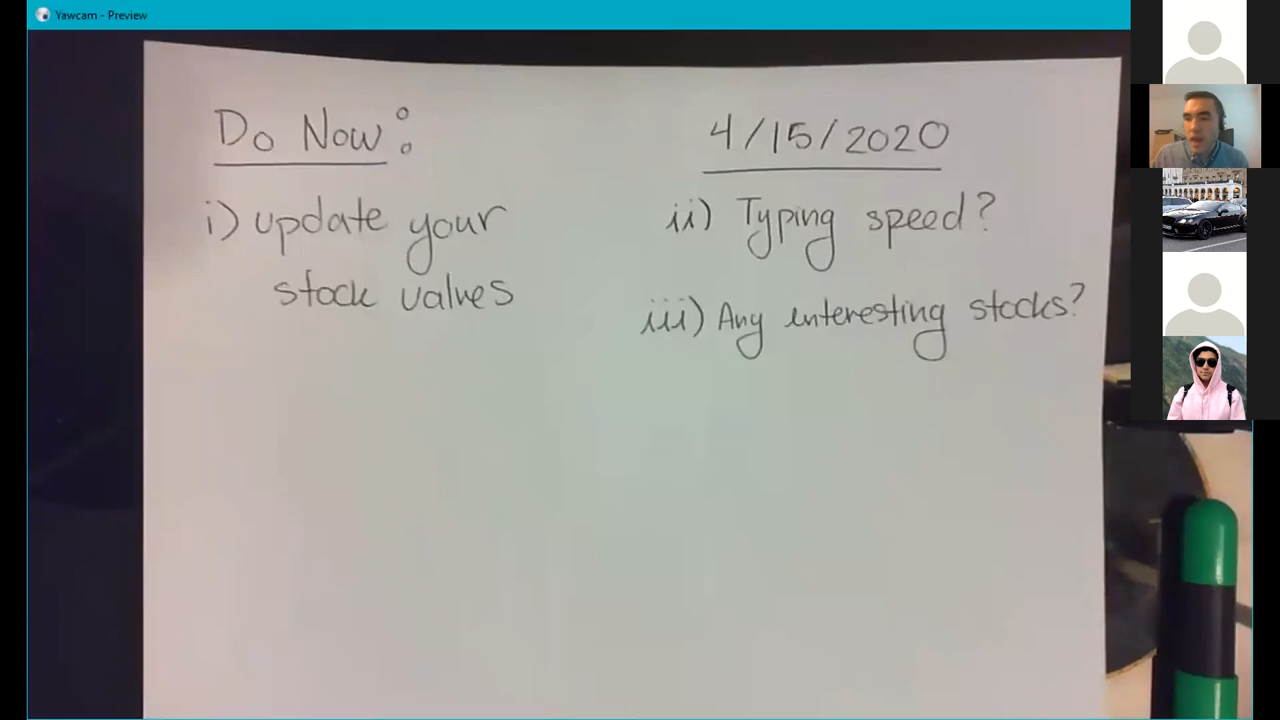 Yawcam - Preview
Do Now:
i) update your
stock values
4/15/2020
ii) Typing speed?
iii) Any interesting stocks?